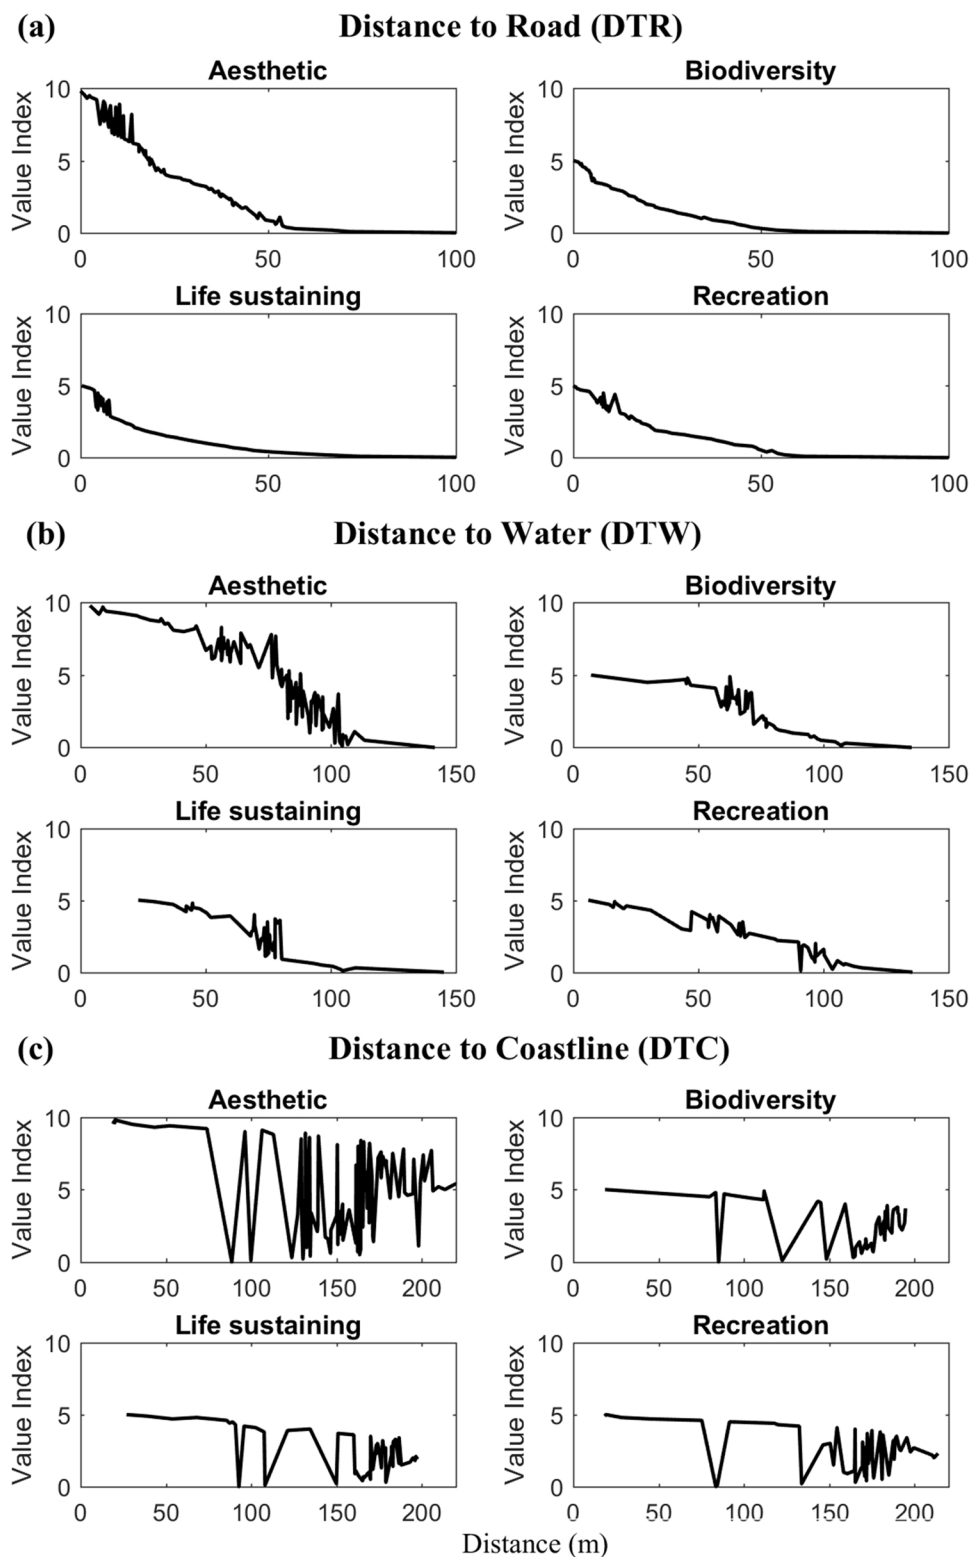 (a) Distance to Road (DTR)
Aesthetic Biodiversity
Value Index Value Index
10 10
5 5
0 0
0 50 100 0 50 100
Life sustaining Recreation
Value Index Value Index
10 10
5 5
0 0
0 50 100 0 50 100
(b) Distance to Water (DTW)
Aesthetic Biodiversity
Value Index Value Index
10 10
5 5
0 0
0 50 100 150 0 50 100 150
Life sustaining Recreation
Value Index Value Index
10 10
5 5
0 0
0 50 100 150 0 50 100 150
(c) Distance to Coastline (DTC)
Aesthetic Biodiversity
Value Index Value Index
10 10
5 5
0 0
0 50 100 150 200 0 50 100 150 200
Life sustaining Recreation
Value Index Value Index
10 10
5 5
0 0
0 50 100 150 200 0 50 100 150 200
Distance (m)